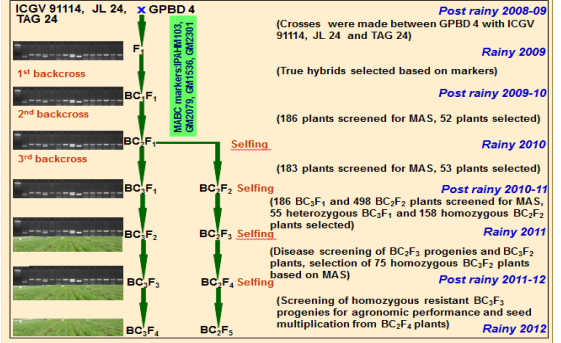 ICGV 91114, JL 24, x GPBD 4
TAG 24
Post rainy 2008-09
(Crosses were made between GPBD 4 with ICGV
91114, JL 24 and TAG 24)
MABC markers:IPAHM103,
GM2079, GM1536, GM2301
F1
Rainy 2009
1st backcross
(True hybrids selected based on markers)
BC1F1
Post rainy 2009-10
2nd backcross
(186 plants screened for MAS, 52 plants selected)
BC2F1
Selfing
Rainy 2010
3rd backcross
(183 plants screened for MAS, 53 plants selected)
BC3F1
BC2F2 Selfing
Post rainy 2010-11
(186 BC3F1 and 498 BC2F2 plants screened for MAS,
55 heterozygous BC3F1 and 158 homozygous BC2F2
plants selected)
Rainy 2011
BC3F2
BC2F3 Selfing
(Disease screening of BC2F3 progenies and BC3F2
plants, selection of 75 homozygous BC3F2 plants
based on MAS)
Post rainy 2011-12
BC3F3
BC2F4 Selfing
(Screening of homozygous resistant BC3F3
progenies for agronomic performance and seed
multiplication from BC2F4 plants)
Rainy 2012
BC3F4
BC2F5